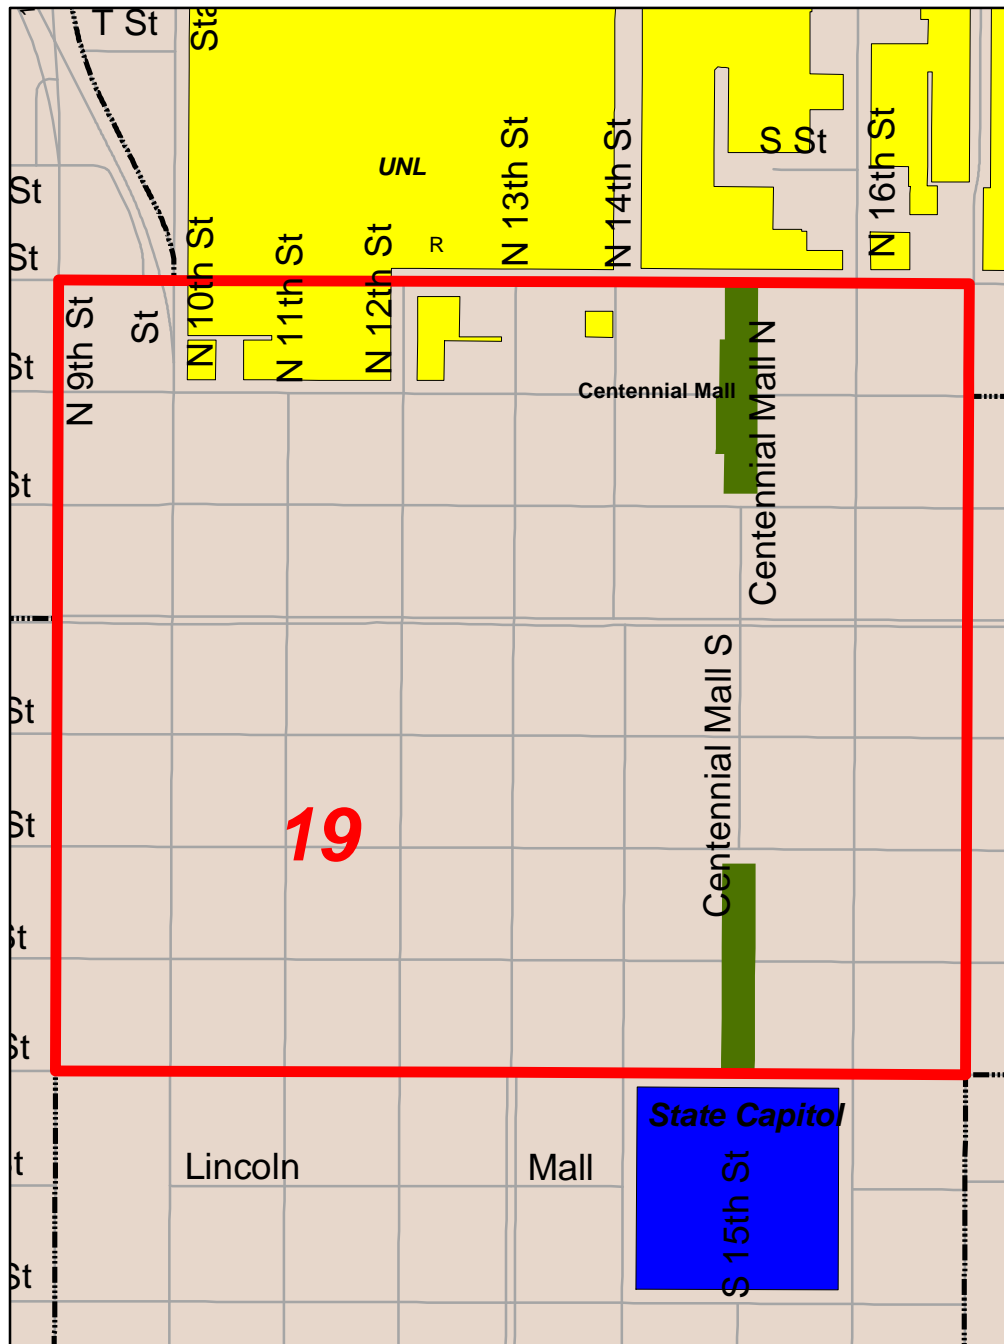 T St
Sta
UNL
S St
N 13th St
N 14th St
N 16th St
St
St
R
N 10th St
N 11th St
N 12th St
N 9th St
St
St
Centennial Mall
Centennial Mall N
St
Centennial Mall S
St
19
St
St
St
State Capitol
Lincoln Mall
St
S 15th St
St